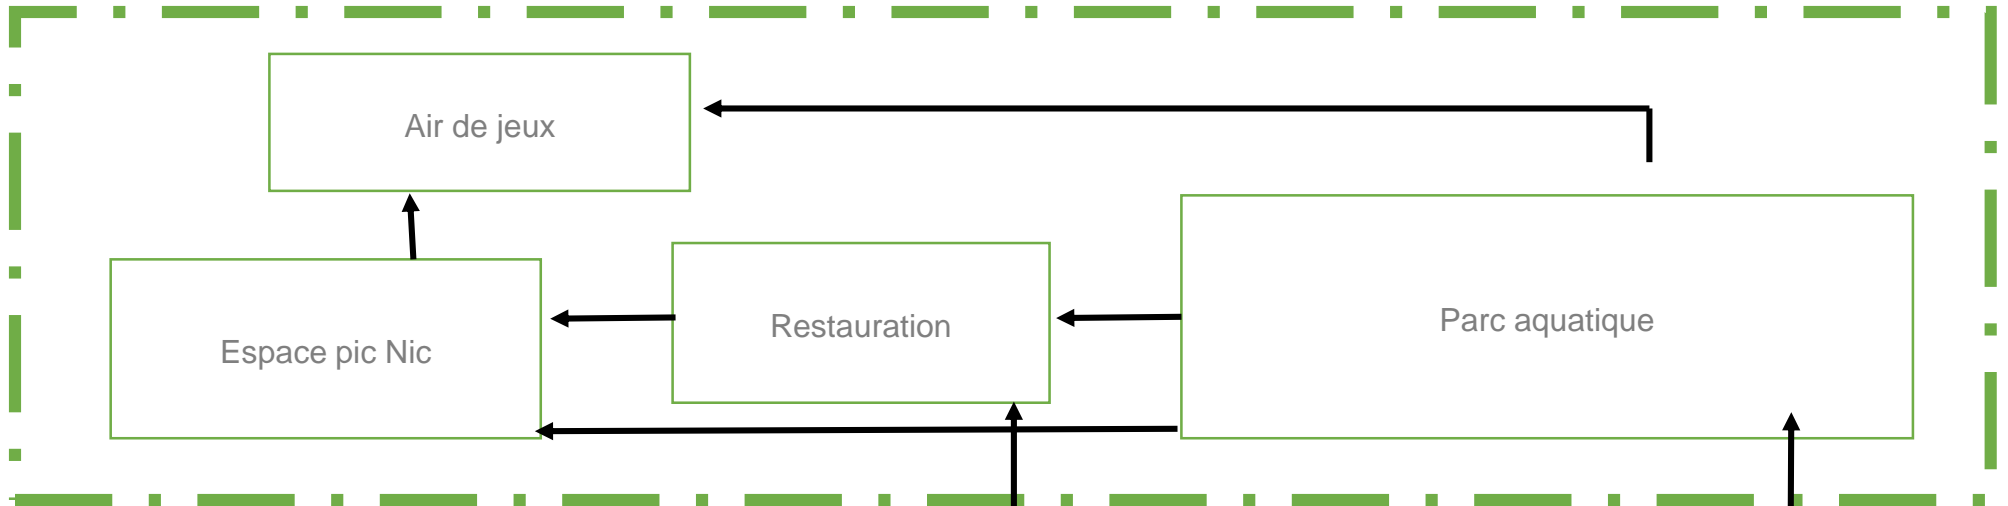 Air de jeux
Espace pic Nic
Restauration
Parc aquatique